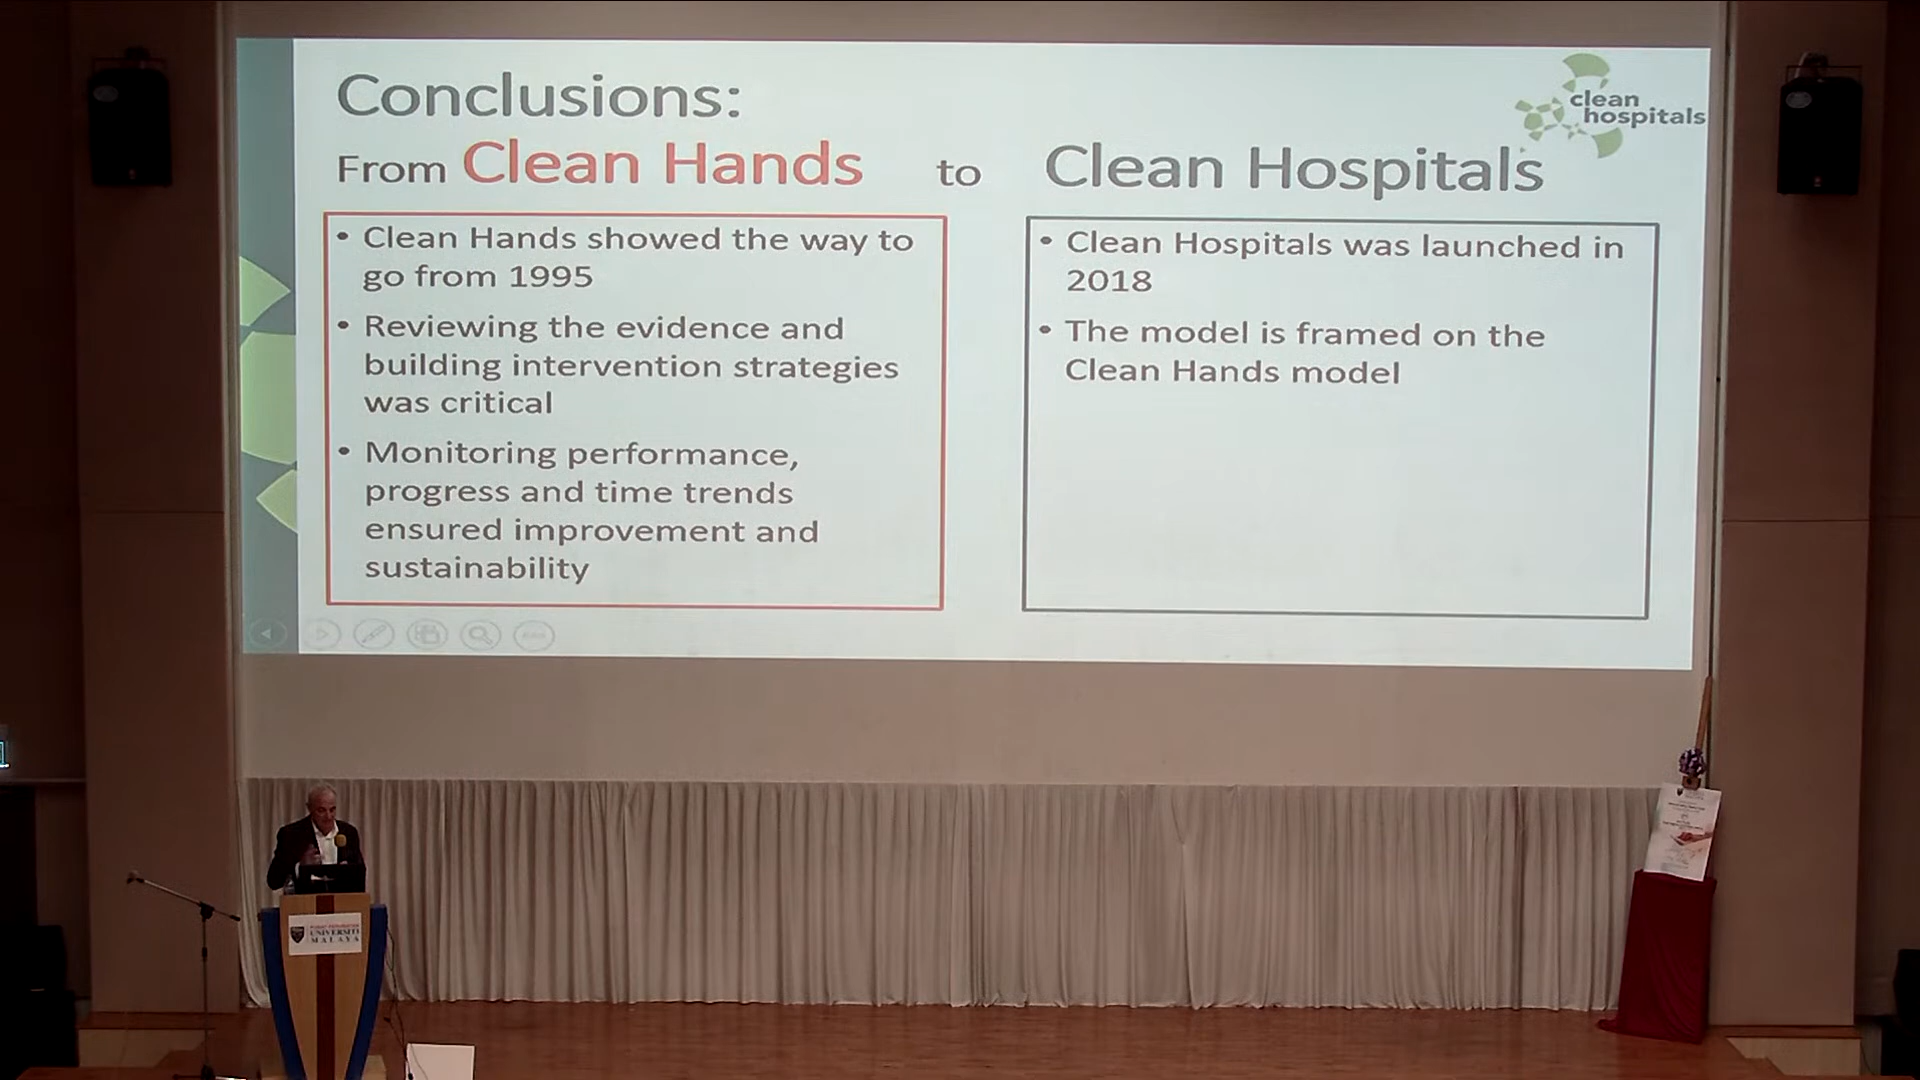 Conclusions:
From Clean Hands to Clean Hospitals
clean
hospitals
• Clean Hands showed the way to
go from 1995
• Reviewing the evidence and
building intervention strategies
was critical
• Monitoring performance,
progress and time trends
ensured improvement and
sustainability
• Clean Hospitals was launched in
2018
• The model is framed on the
Clean Hands model
UNIVERSITI
MALAYA